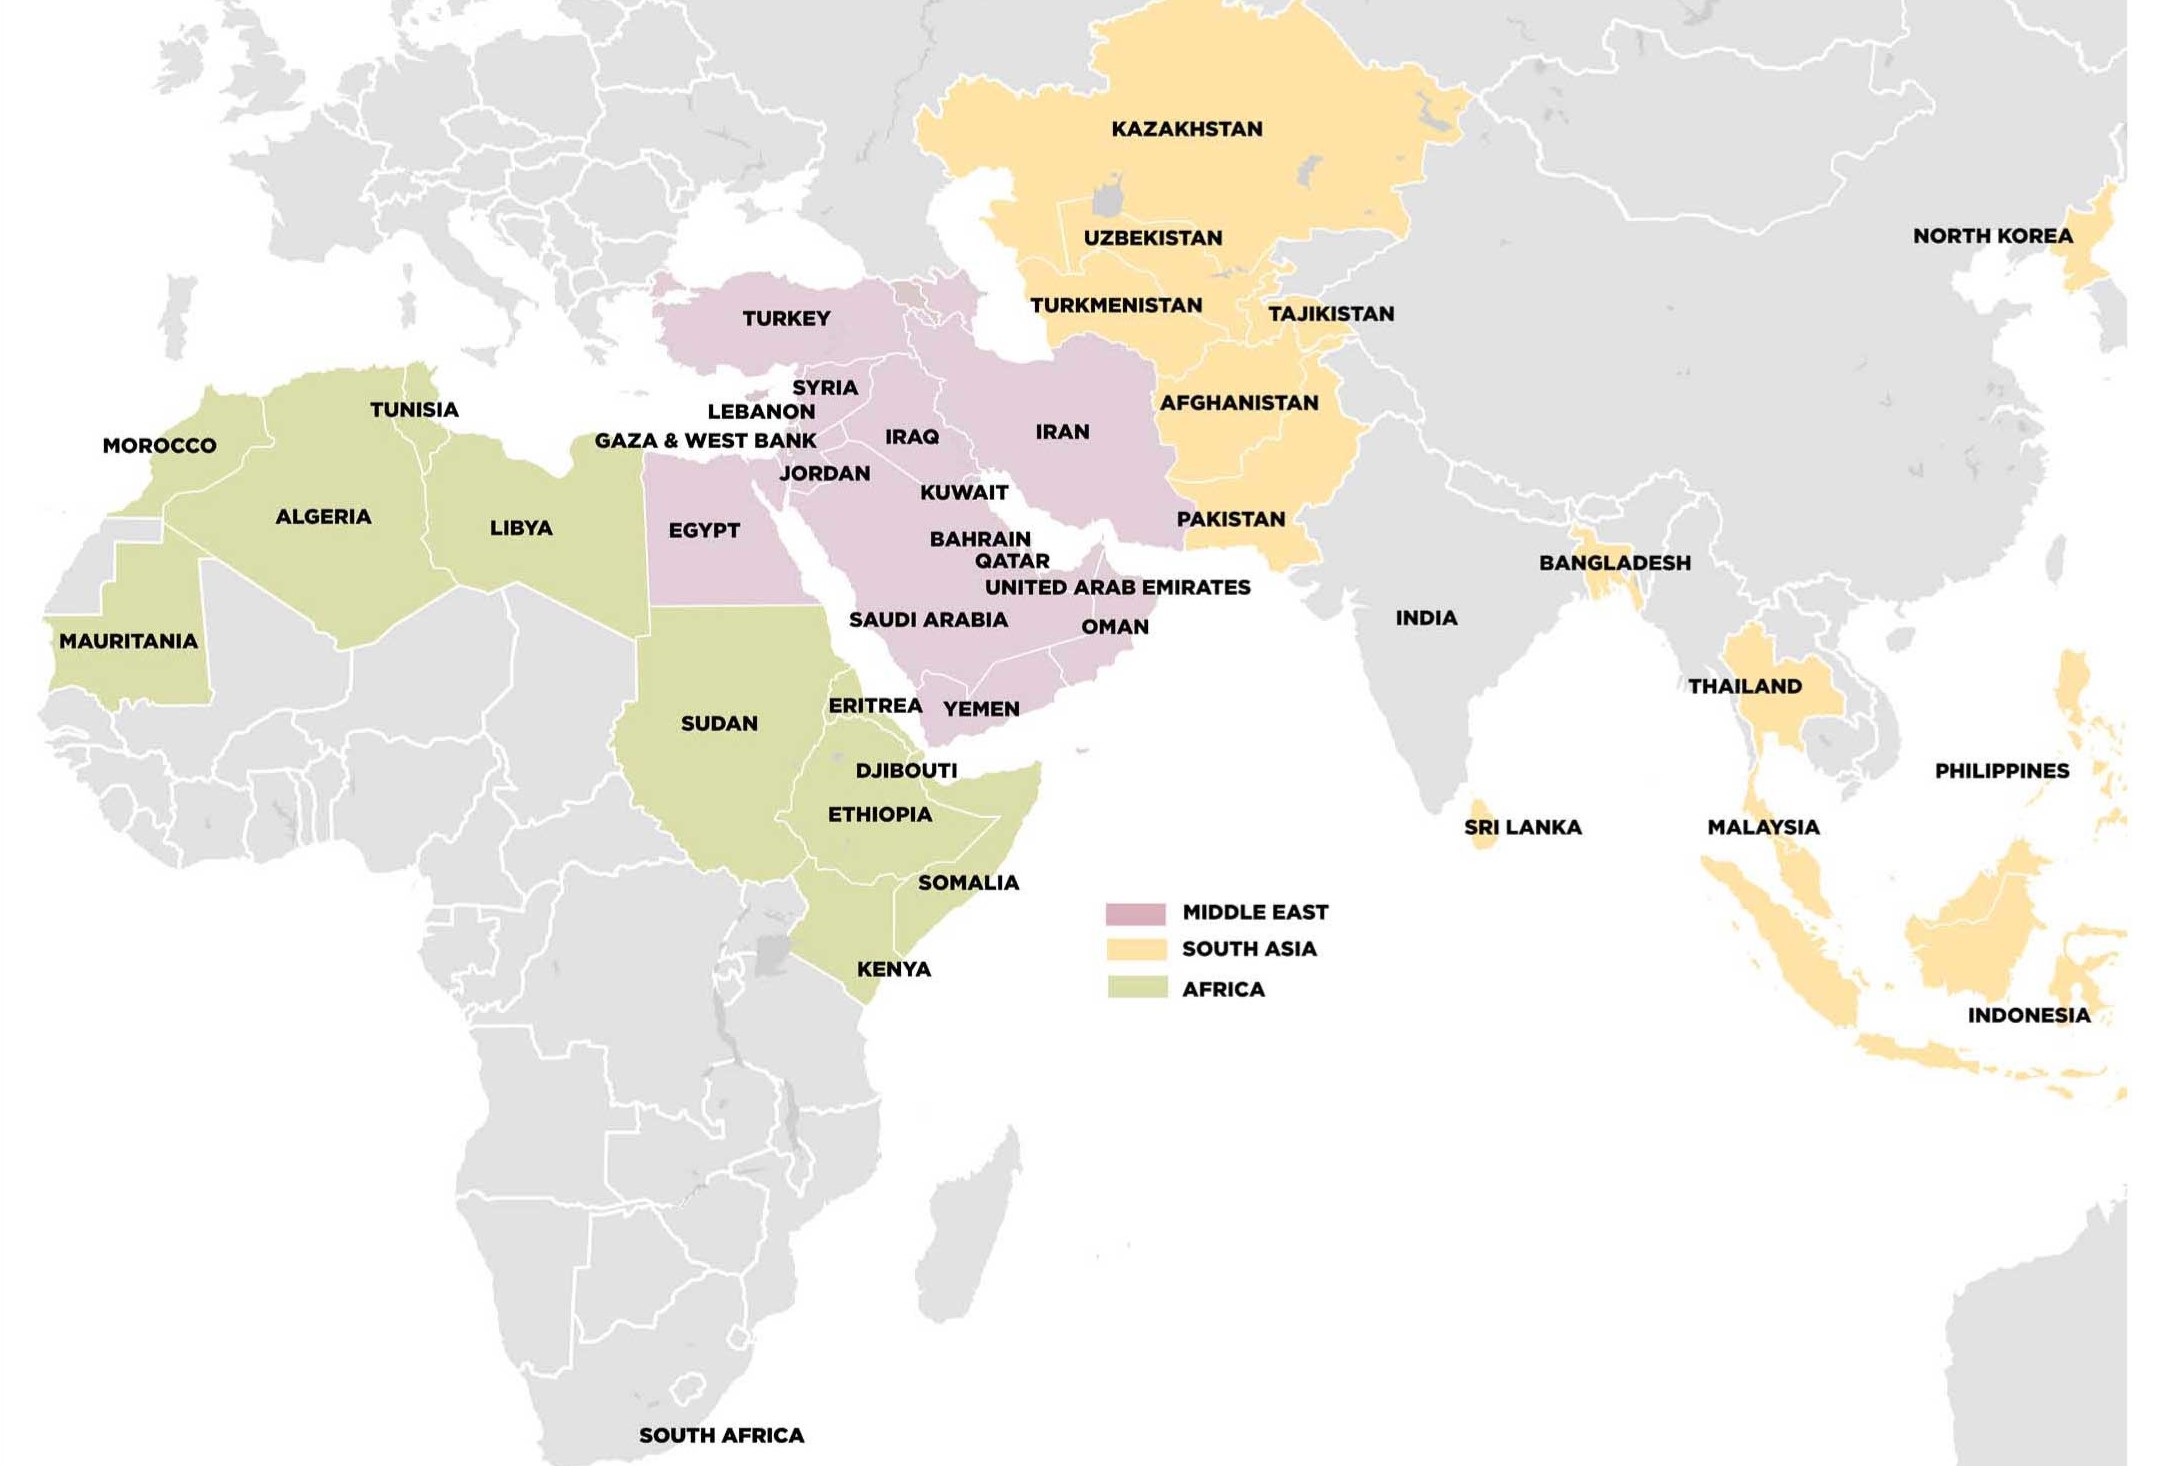 KAZAKHSTAN
NORTH KOREA
UZBEKISTAN
TURKMENISTAN
TAJIKISTAN
TURKEY
SYRIA
AFGHANISTAN
TUNISIA
LEBANON
IRAN
IRAQ
GAZA & WEST BANK
MOROCCO
JORDAN
KUWAIT
ALGERIA
PAKISTAN
LIBYA
EGYPT
BAHRAIN
QATAR
BANGLADESH
UNITED ARAB EMIRATES
INDIA
SAUDI ARABIA
OMAN
MAURITANIA
THAILAND
ERITREA
YEMEN
SUDAN
DJIBOUTI
PHILIPPINES
ETHIOPIA
SRI LANKA
MALAYSIA
SOMALIA
MIDDLE EAST
SOUTH ASIA
KENYA
AFRICA
INDONESIA
SOUTH AFRICA